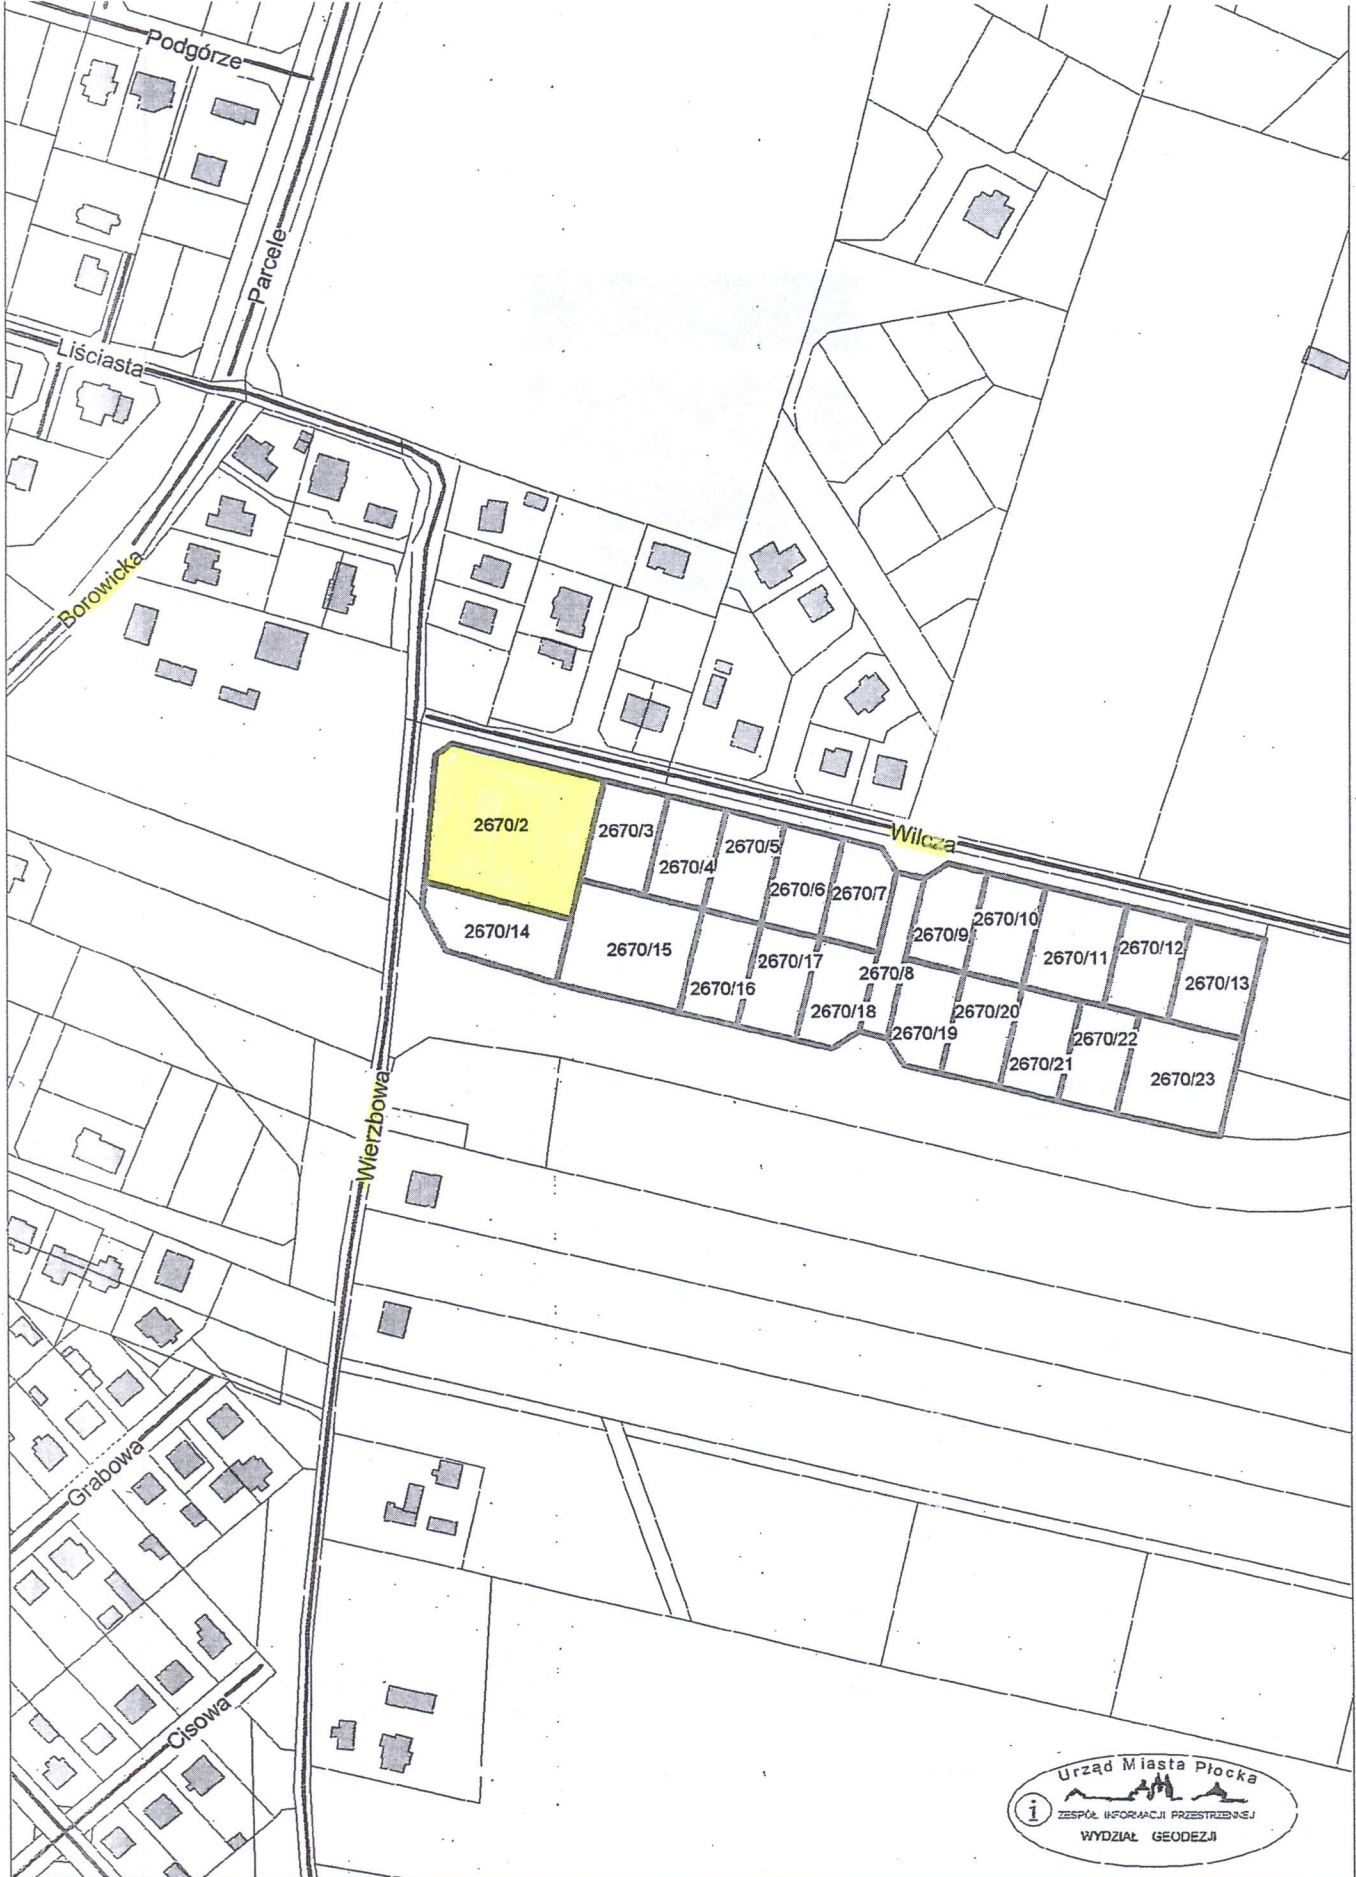 Podgórze
Parcele
Liściasta
Borowicka
Wilcza
2670/2
2670/3
2670/4
2670/5
2670/6
2670/7
2670/9
2670/10
2670/11
2670/12
2670/13
2670/14
2670/15
2670/16
2670/17
2670/18
2670/8
2670/19
2670/20
2670/21
2670/22
2670/23
Wierzbowa
Grabowa
Cisowa
Urząd Miasta Płocka
i
ZESPÓŁ INFORMACJI PRZESTRZENNEJ
WYDZIAŁ GEODEZJI